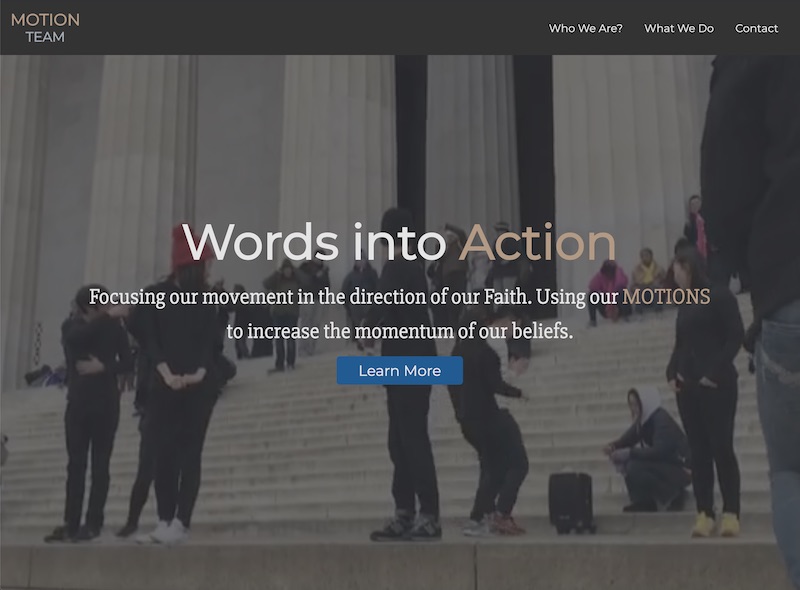 MOTION
TEAM
Who We Are?
What We Do
Contact
Words into Action
Focusing our movement in the direction of our Faith. Using our MOTIONS
to increase the momentum of our beliefs.
Learn More